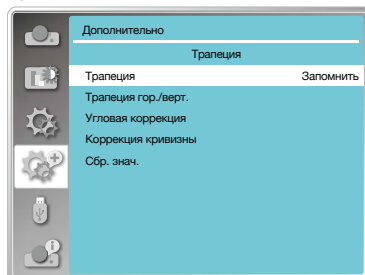 Дополнительно
Трапеция
Трапеция Запомнить
Трапеция гор./верт.
Угловая коррекция
Коррекция кривизны
Сбр. знач.